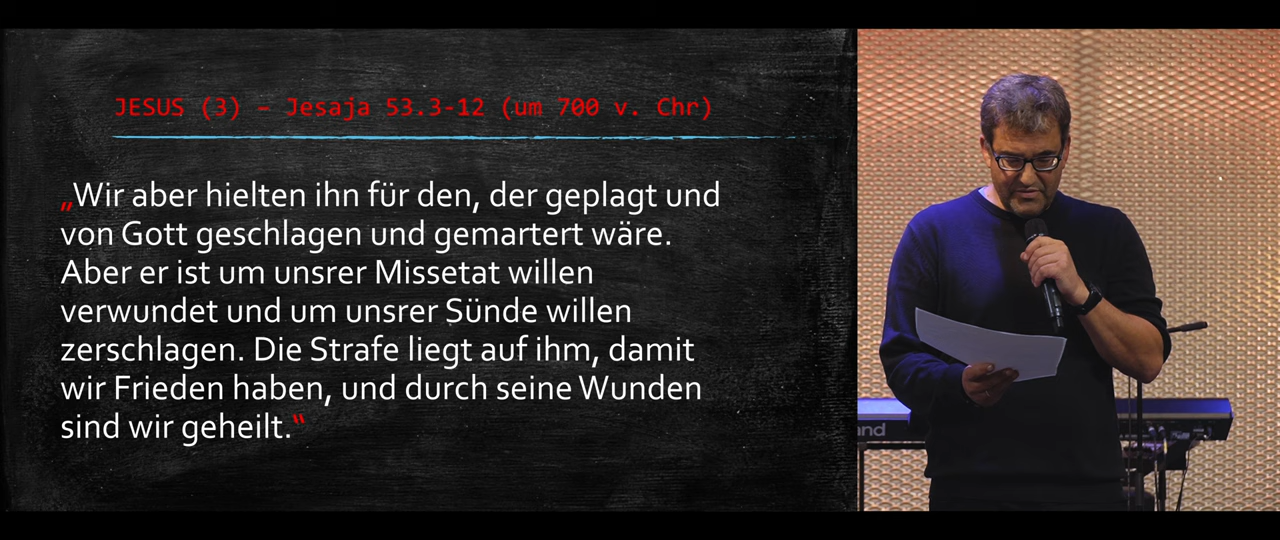 JESUS (3) – Jesaja 53.3-12 (um 700 v. Chr)
„Wir aber hielten ihn für den, der geplagt und
von Gott geschlagen und gemartert wäre.
Aber er ist um unsrer Missetat willen
verwundet und um unsrer Sünde willen
zerschlagen. Die Strafe liegt auf ihm, damit
wir Frieden haben, und durch seine Wunden
sind wir geheilt.“
and